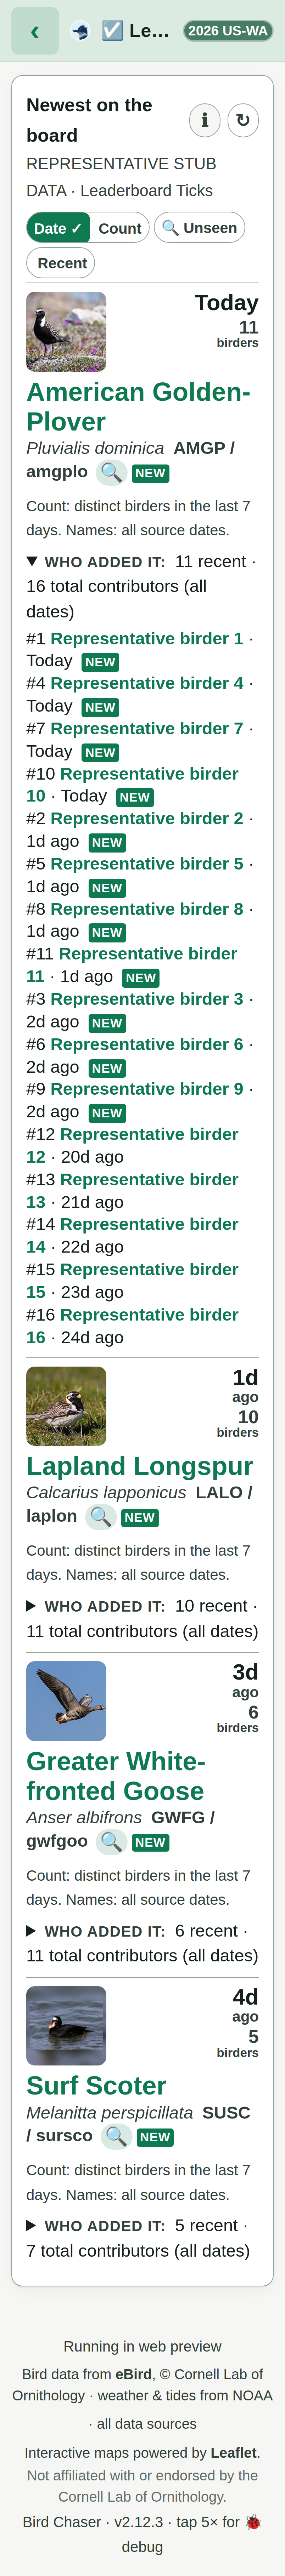 ‹ ☑ Le... 2026 US-WA
Newest on the
board
ℹ ↻
REPRESENTATIVE STUB
DATA · Leaderboard Ticks
Date ✓ Count 🔍 Unseen
Recent
Today
11
birders
American Golden-
Plover
Pluvialis dominica AMGP /
amgplo 🔍 NEW
Count: distinct birders in the last 7
days. Names: all source dates.
▼ WHO ADDED IT: 11 recent ·
16 total contributors (all
dates)
#1 Representative birder 1 ·
Today NEW
#4 Representative birder 4 ·
Today NEW
#7 Representative birder 7 ·
Today NEW
#10 Representative birder
10 · Today NEW
#2 Representative birder 2 ·
1d ago NEW
#5 Representative birder 5 ·
1d ago NEW
#8 Representative birder 8 ·
1d ago NEW
#11 Representative birder
11 · 1d ago NEW
#3 Representative birder 3 ·
2d ago NEW
#6 Representative birder 6 ·
2d ago NEW
#9 Representative birder 9 ·
2d ago NEW
#12 Representative birder
12 · 20d ago
#13 Representative birder
13 · 21d ago
#14 Representative birder
14 · 22d ago
#15 Representative birder
15 · 23d ago
#16 Representative birder
16 · 24d ago
1d
ago
10
birders
Lapland Longspur
Calcarius lapponicus LALO /
laplon 🔍 NEW
Count: distinct birders in the last 7
days. Names: all source dates.
▶ WHO ADDED IT: 10 recent ·
11 total contributors (all dates)
3d
ago
6
birders
Greater White-
fronted Goose
Anser albifrons GWFG /
gwfgoo 🔍 NEW
Count: distinct birders in the last 7
days. Names: all source dates.
▶ WHO ADDED IT: 6 recent ·
11 total contributors (all dates)
4d
ago
5
birders
Surf Scoter
Melanitta perspicillata SUSC
/ sursco 🔍 NEW
Count: distinct birders in the last 7
days. Names: all source dates.
▶ WHO ADDED IT: 5 recent ·
7 total contributors (all dates)
Running in web preview
Bird data from eBird, © Cornell Lab of
Ornithology · weather & tides from NOAA
· all data sources
Interactive maps powered by Leaflet.
Not affiliated with or endorsed by the
Cornell Lab of Ornithology.
Bird Chaser · v2.12.3 · tap 5× for 🐞
debug